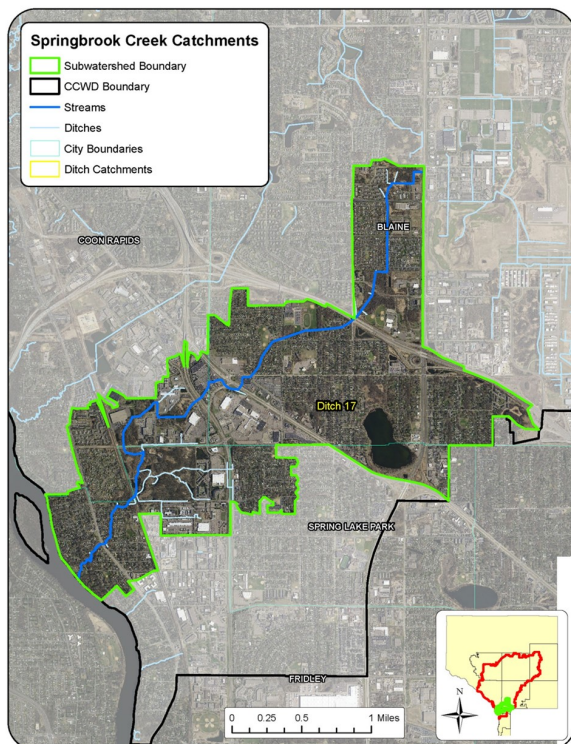 Springbrook Creek Catchments
Subwatershed Boundary
CCWD Boundary
Streams
Ditches
City Boundaries
Ditch Catchments
COON RAPIDS
BLAINE
Ditch 17
SPRING LAKE PARK
FRIDLEY
N
0 0.25 0.5 1 Miles